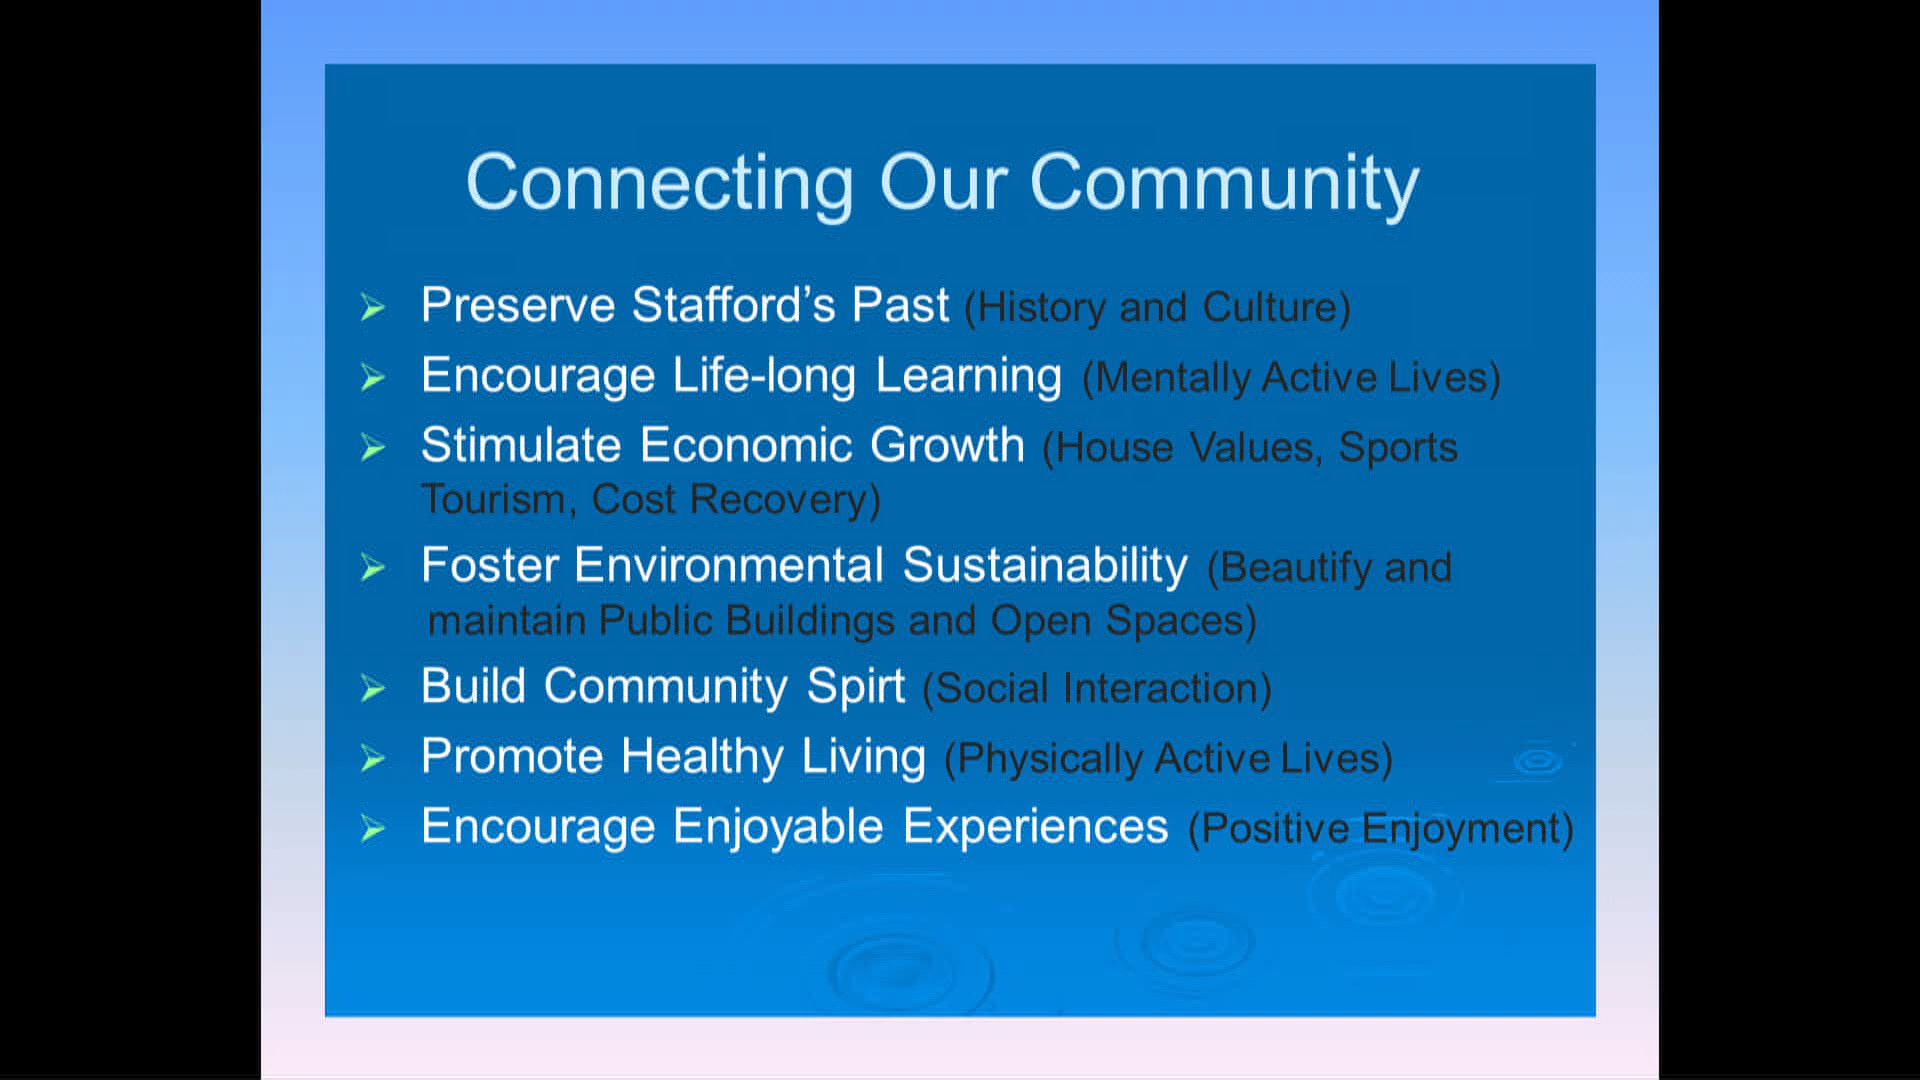 Connecting Our Community
Preserve Stafford’s Past (History and Culture)
Encourage Life-long Learning (Mentally Active Lives)
Stimulate Economic Growth (House Values, Sports
Tourism, Cost Recovery)
Foster Environmental Sustainability (Beautify and
maintain Public Buildings and Open Spaces)
Build Community Spirt (Social Interaction)
Promote Healthy Living (Physically Active Lives)
Encourage Enjoyable Experiences (Positive Enjoyment)